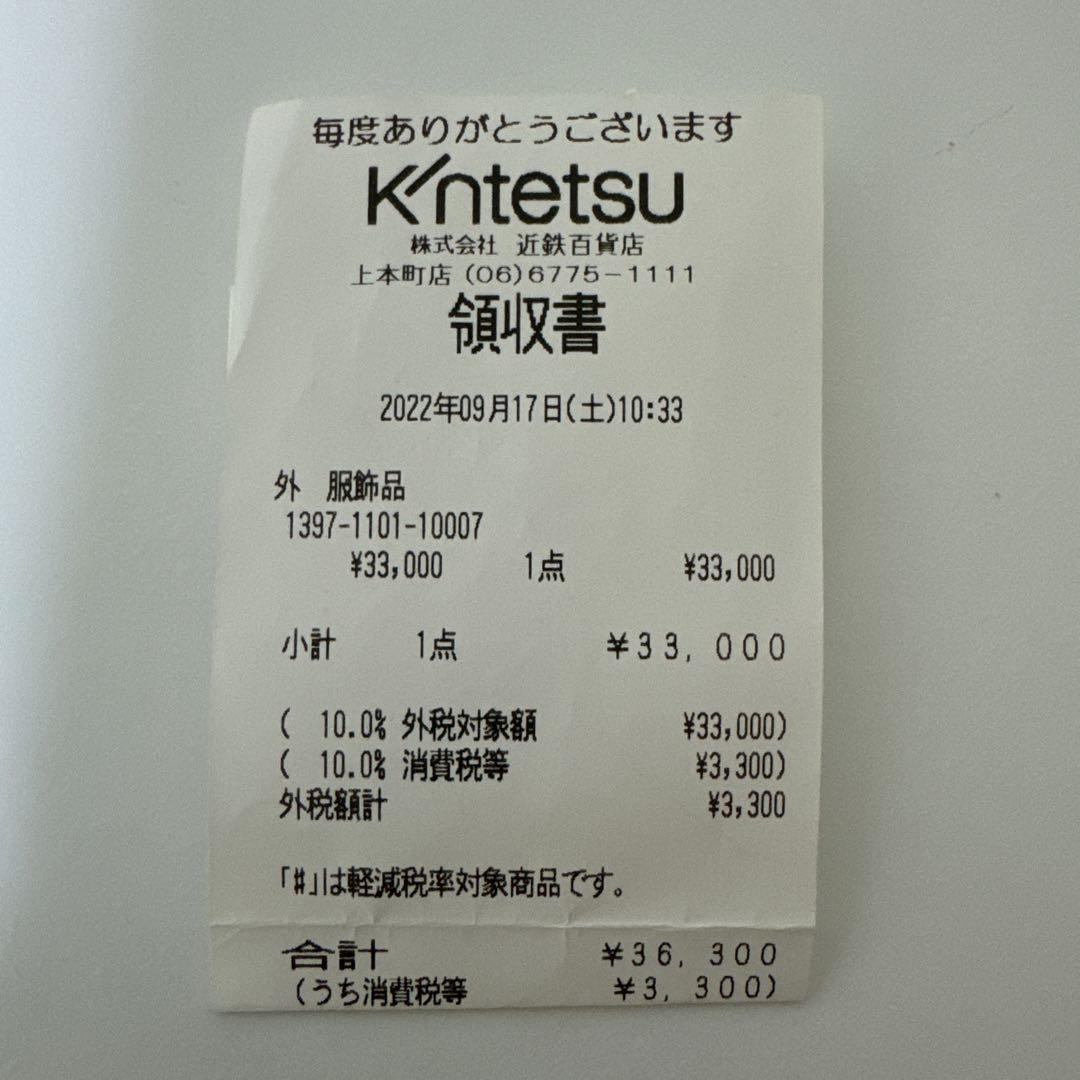 毎度ありがとうございます
Kintetsu
株式会社 近鉄百貨店
上本町店 (06)6775-1111
領収書
2022年09月17日(土)10:33
外 服飾品
1397-1101-10007
¥33,000 1点 ¥33,000
小計 1点 ¥33,000
( 10.0% 外税対象額 ¥33,000)
( 10.0% 消費税等 ¥3,300)
外税額計 ¥3,300
「#」は軽減税率対象商品です。
合計 ¥36,300
(うち消費税等 ¥3,300)